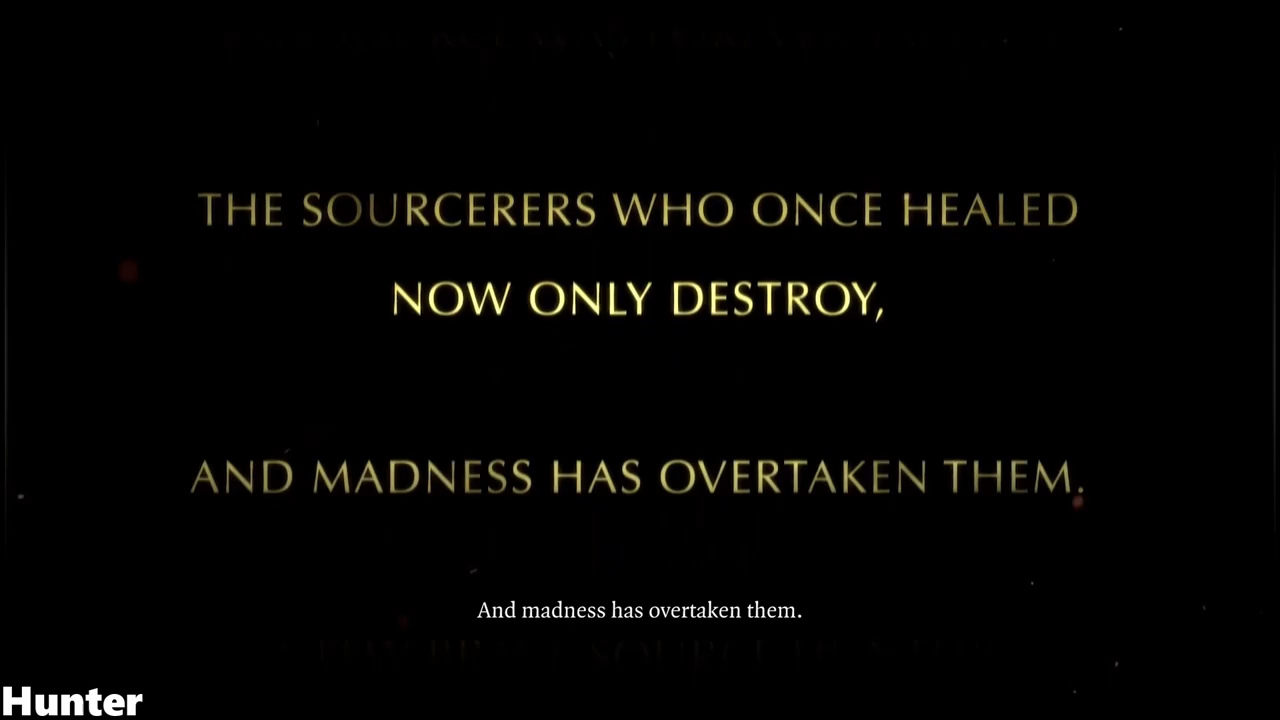 THE SOURCERERS WHO ONCE HEALED
NOW ONLY DESTROY,
AND MADNESS HAS OVERTAKEN THEM.
And madness has overtaken them.
Hunter